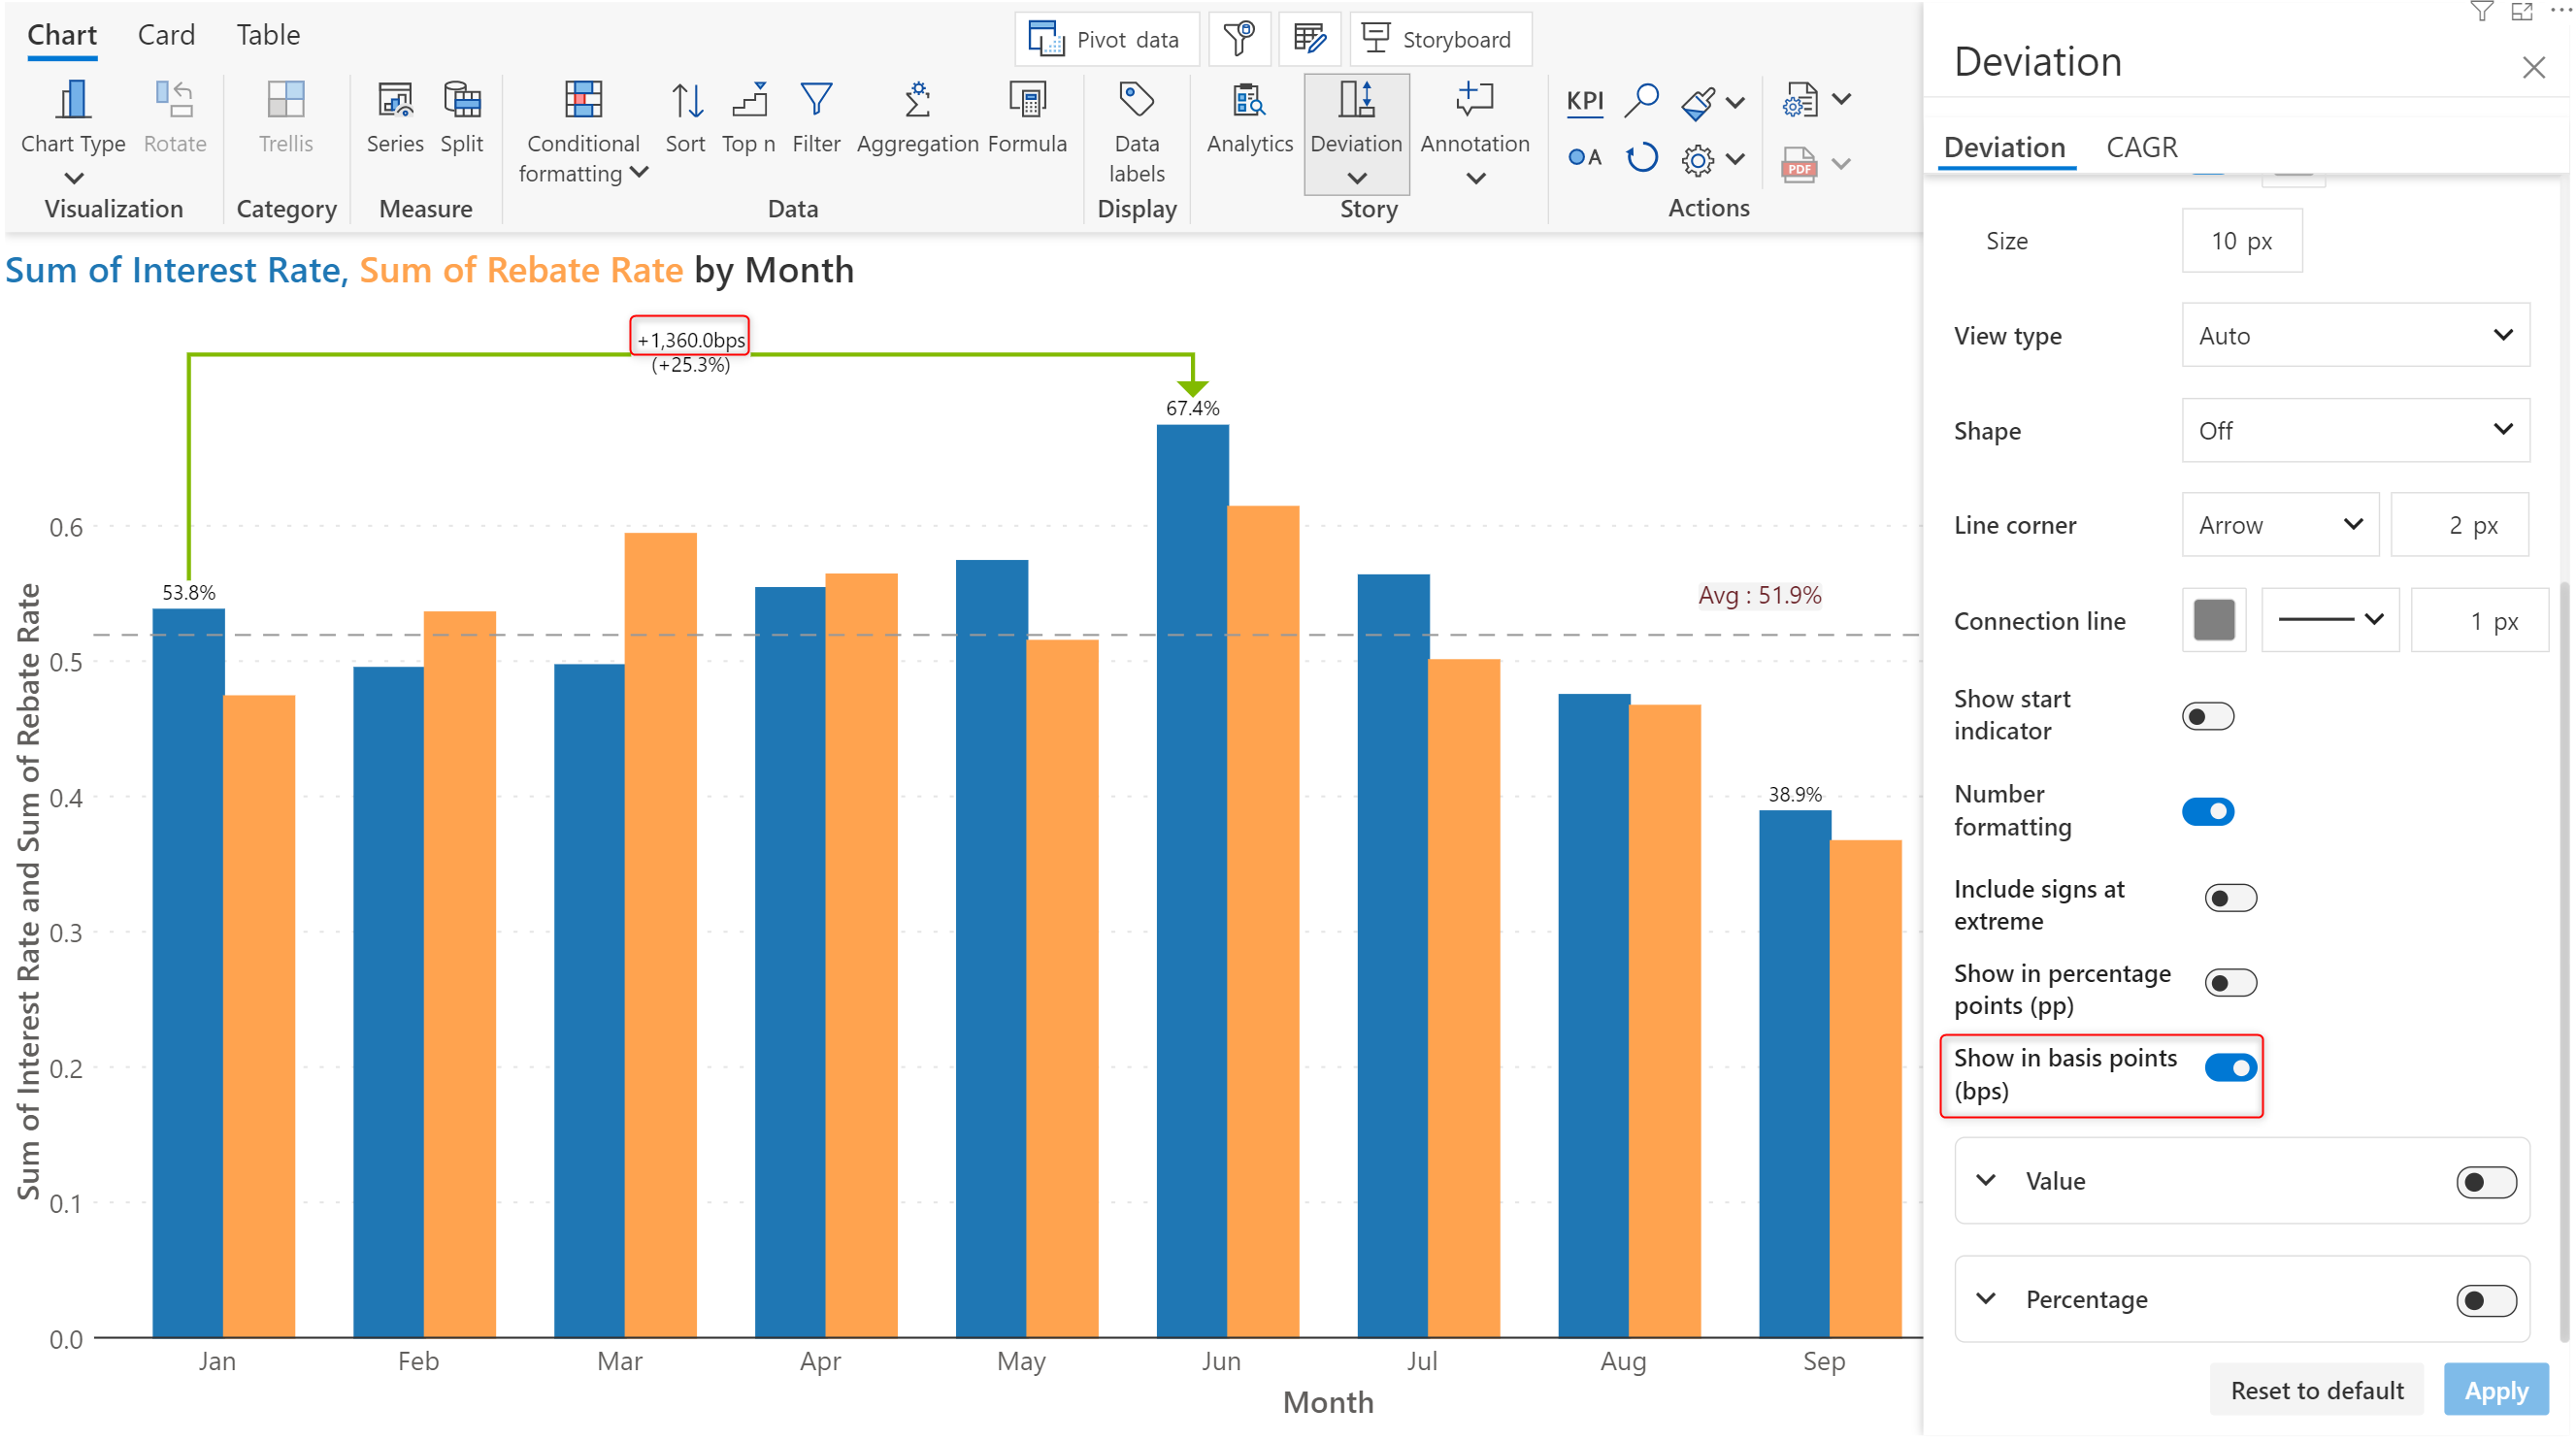 Chart Card Table
Pivot data
Storyboard
Chart Type
Rotate
Trellis
Series
Split
Conditional
formatting
Sort
Top n
Filter
Aggregation
Formula
Data
labels
Analytics
Deviation
Annotation
KPI
A
PDF
Visualization
Category
Measure
Data
Display
Story
Actions
Sum of Interest Rate, Sum of Rebate Rate by Month
+1,360.0bps
(+25.3%)
67.4%
53.8%
Avg : 51.9%
38.9%
Sum of Interest Rate and Sum of Rebate Rate
0.6
0.5
0.4
0.3
0.2
0.1
0.0
Jan Feb Mar Apr May Jun Jul Aug Sep
Month
Deviation
Deviation CAGR
Size 10 px
View type Auto
Shape Off
Line corner Arrow 2 px
Connection line 1 px
Show start
indicator
Number
formatting
Include signs at
extreme
Show in percentage
points (pp)
Show in basis points
(bps)
Value
Percentage
Reset to default Apply